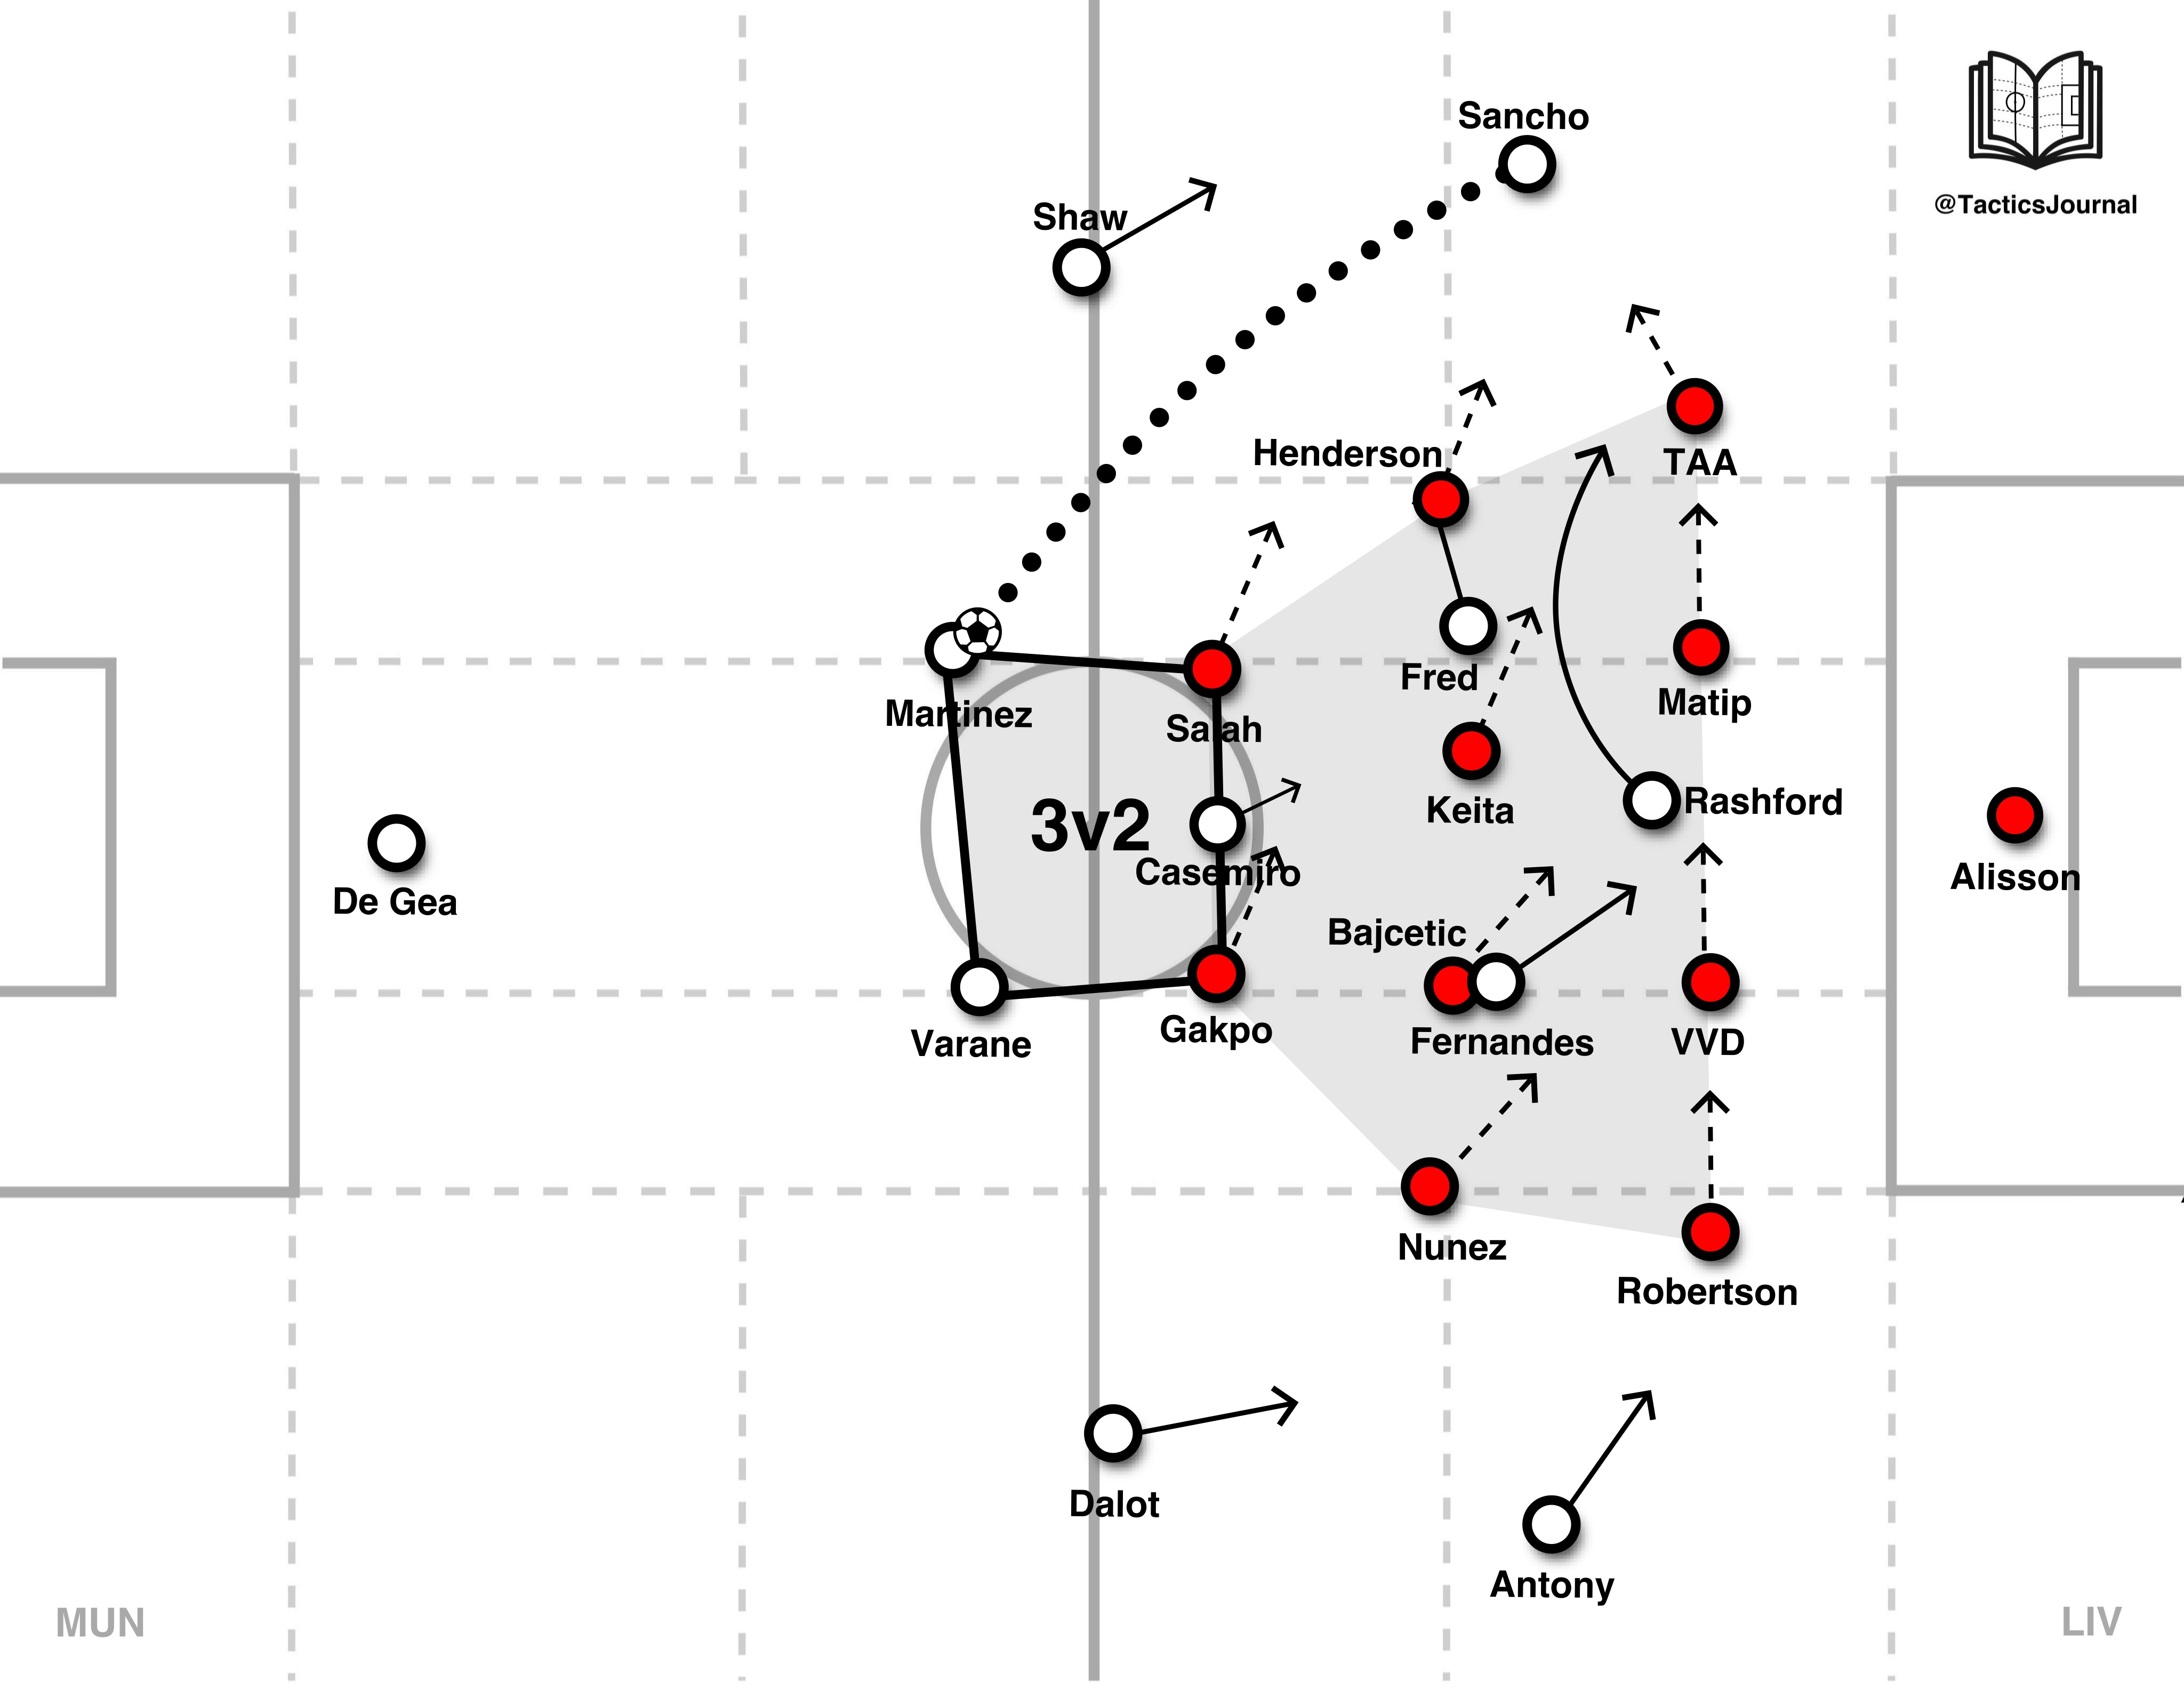 Sancho
@TacticsJournal
Shaw
Henderson
TAA
Fred
Matip
Martinez
Salah
3v2
Keita
Rashford
Casemiro
Alisson
De Gea
Bajcetic
Varane
Gakpo
Fernandes
VVD
Nunez
Robertson
Dalot
Antony
MUN
LIV